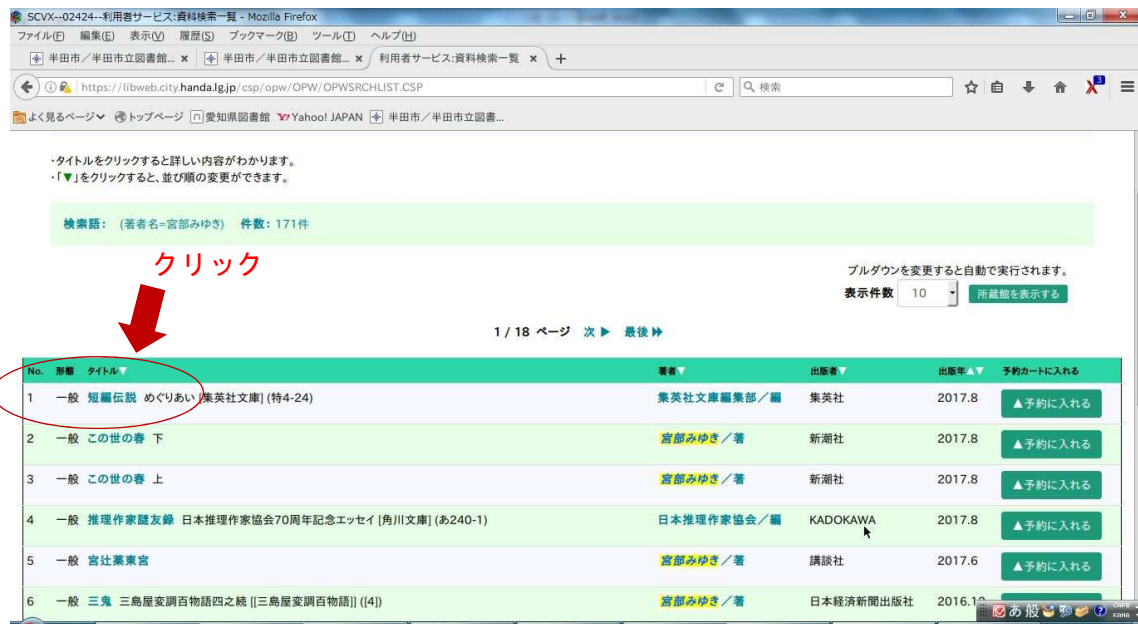 SCVX--02424--利用者サービス:資料検索一覧 - Mozilla Firefox
ファイル(F) 編集(E) 表示(V) 履歴(S) ブックマーク(B) ツール(T) ヘルプ(H)
半田市/半田市立図書館... × 半田市/半田市立図書館... × 利用者サービス:資料検索一覧 × +
https://libweb.city.handa.lg.jp/csp/opw/OPW/OPWSRCHLIST.CSP 検索 3
よく見るページ トップページ 愛知県図書館 Yahoo! JAPAN 半田市/半田市立図書...
・タイトルをクリックすると詳しい内容がわかります。
・「▼」をクリックすると、並び順の変更ができます。
検索語: (著者名=宮部みゆき) 件数: 171件
クリック
プルダウンを変更すると自動で実行されます。
表示件数 10 所蔵館を表示する
1 / 18 ページ 次▶ 最後▶▶
No. 形態 タイトル▼ 著者▼ 出版者▼ 出版年▲▼ 予約カートに入れる
1 一般 短編伝説 めぐりあい [集英社文庫] (特4-24) 集英社文庫編集部/編 集英社 2017.8 ▲予約に入れる
2 一般 この世の春 下 宮部みゆき/著 新潮社 2017.8 ▲予約に入れる
3 一般 この世の春 上 宮部みゆき/著 新潮社 2017.8 ▲予約に入れる
4 一般 推理作家謎友録 日本推理作家協会70周年記念エッセイ [角川文庫] (あ240-1) 日本推理作家協会/編 KADOKAWA 2017.8 ▲予約に入れる
5 一般 宮辻薬東宮 宮部みゆき/著 講談社 2017.6 ▲予約に入れる
6 一般 三鬼 三島屋変調百物語四之続 [[三島屋変調百物語]] ([4]) 宮部みゆき/著 日本経済新聞出版社 2016.12
あ 般 CAPS KANA